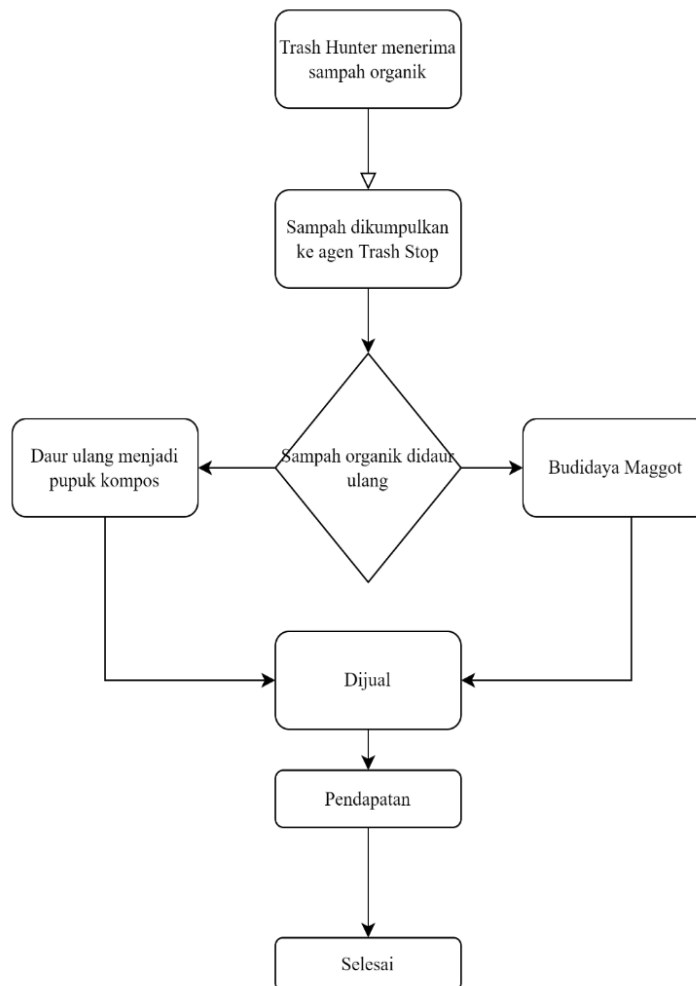 Trash Hunter menerima
sampah organik
Sampah dikumpulkan
ke agen Trash Stop
Sampah organik didaur
ulang
Daur ulang menjadi
pupuk kompos
Budidaya Maggot
Dijual
Pendapatan
Selesai